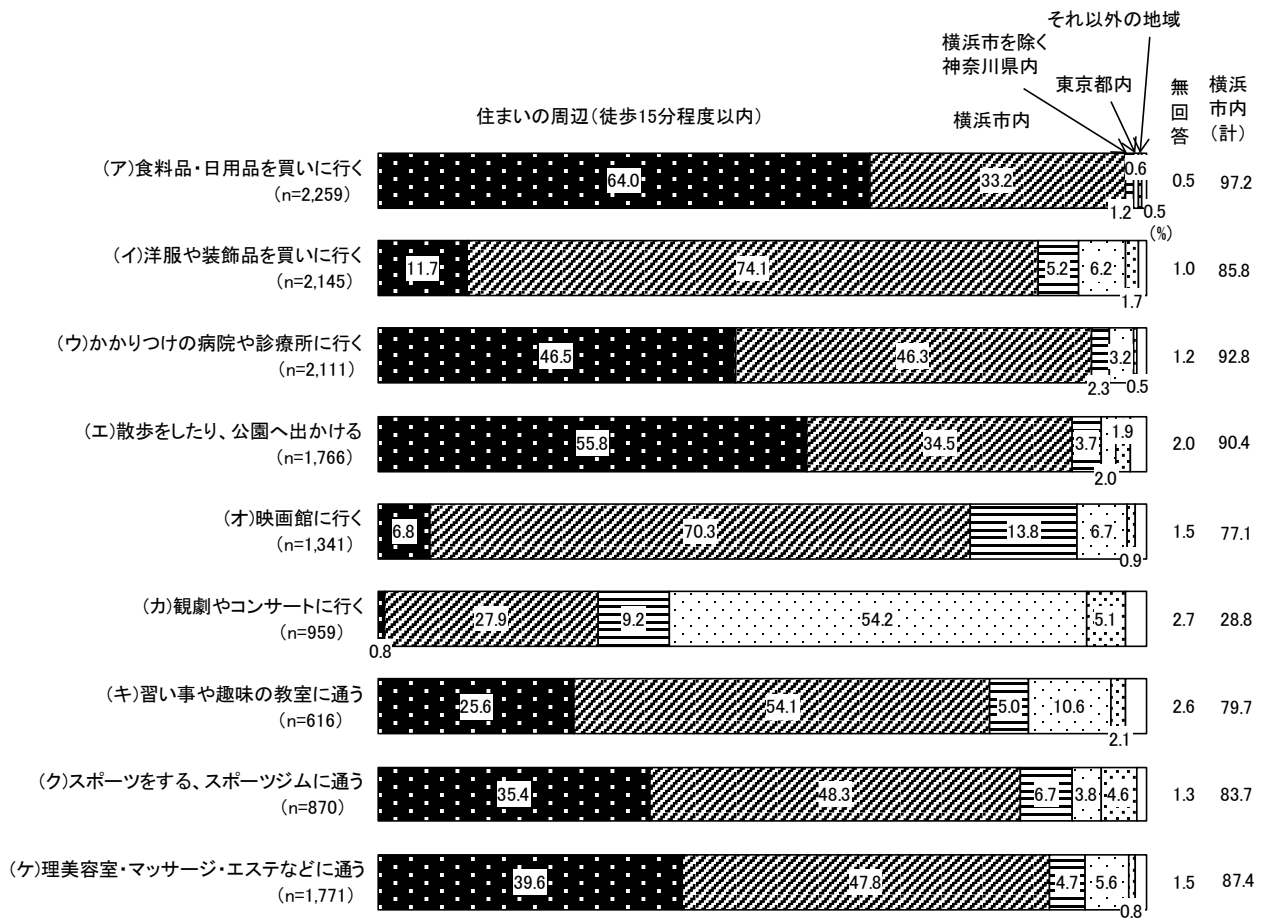 それ以外の地域
横浜市を除く
神奈川県内
東京都内
無回答
横浜市内(計)
住まいの周辺(徒歩15分程度以内)
横浜市内
(ア)食料品・日用品を買いに行く
(n=2,259)
64.0
33.2
1.2
0.6
0.5
0.5
97.2
(%)
(イ)洋服や装飾品を買いに行く
(n=2,145)
11.7
74.1
5.2
6.2
1.7
1.0
85.8
(ウ)かかりつけの病院や診療所に行く
(n=2,111)
46.5
46.3
2.3
3.2
0.5
1.2
92.8
(エ)散歩をしたり、公園へ出かける
(n=1,766)
55.8
34.5
3.7
2.0
1.9
2.0
90.4
(オ)映画館に行く
(n=1,341)
6.8
70.3
13.8
6.7
0.9
1.5
77.1
(カ)観劇やコンサートに行く
(n=959)
0.8
27.9
9.2
54.2
5.1
2.7
28.8
(キ)習い事や趣味の教室に通う
(n=616)
25.6
54.1
5.0
10.6
2.1
2.6
79.7
(ク)スポーツをする、スポーツジムに通う
(n=870)
35.4
48.3
6.7
3.8
4.6
1.3
83.7
(ケ)理美容室・マッサージ・エステなどに通う
(n=1,771)
39.6
47.8
4.7
5.6
0.8
1.5
87.4